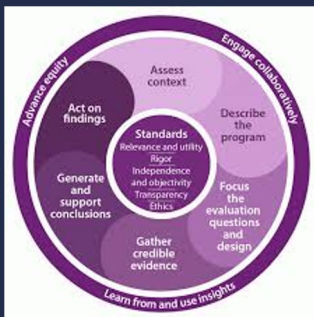 Advance equity
Engage collaboratively
Assess
context
Describe
the
program
Focus
the
evaluation
questions
and
design
Gather
credible
evidence
Generate
and
support
conclusions
Act on
findings
Standards
Relevance and utility
Rigor
Independence
and objectivity
Transparency
Ethics
Learn from and use insights